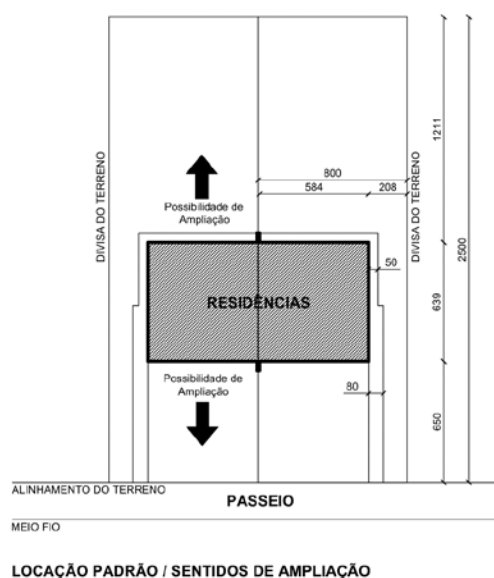 800
584 208
DIVISA DO TERRENO
DIVISA DO TERRENO
1211
Possibilidade de
Ampliação
50
2500
RESIDÊNCIAS
639
Possibilidade de
Ampliação
80
650
ALINHAMENTO DO TERRENO
PASSEIO
MEIO FIO
LOCAÇÃO PADRÃO / SENTIDOS DE AMPLIAÇÃO